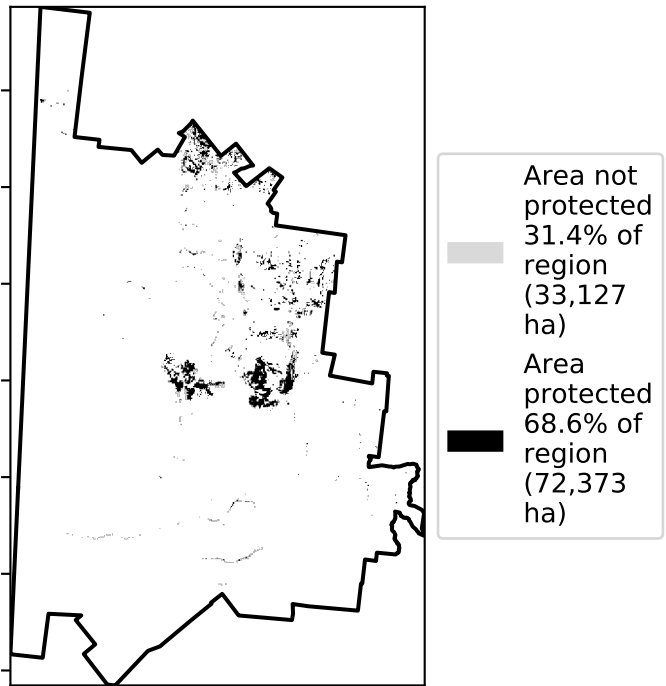 Area not
protected
31.4% of
region
(33,127
ha)
Area
protected
68.6% of
region
(72,373
ha)